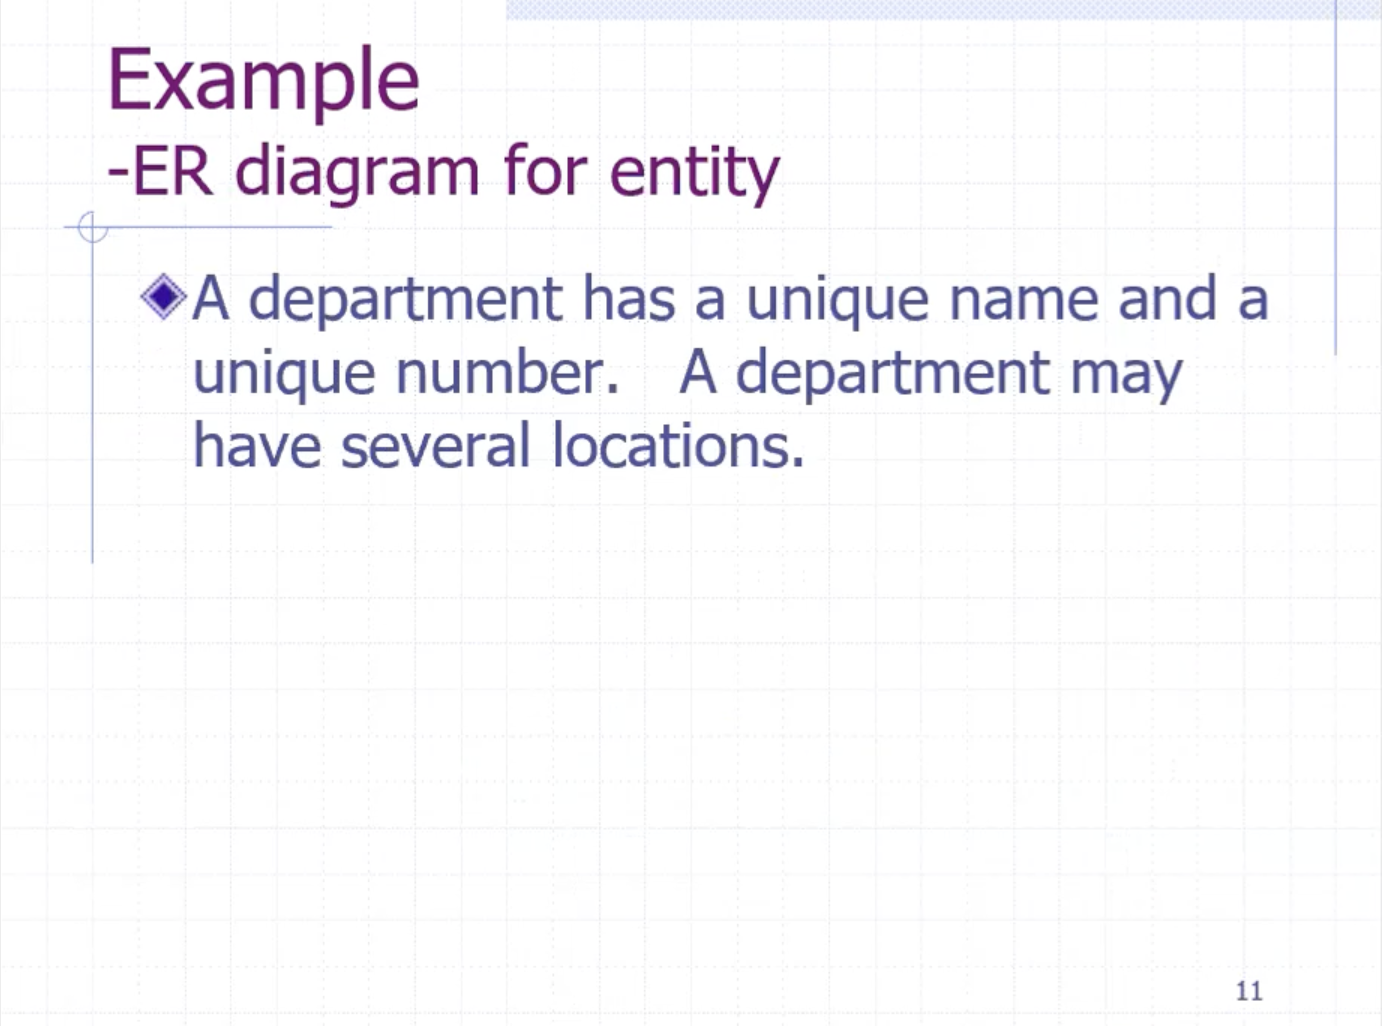 Example
-ER diagram for entity
A department has a unique name and a
unique number.   A department may
have several locations.
11